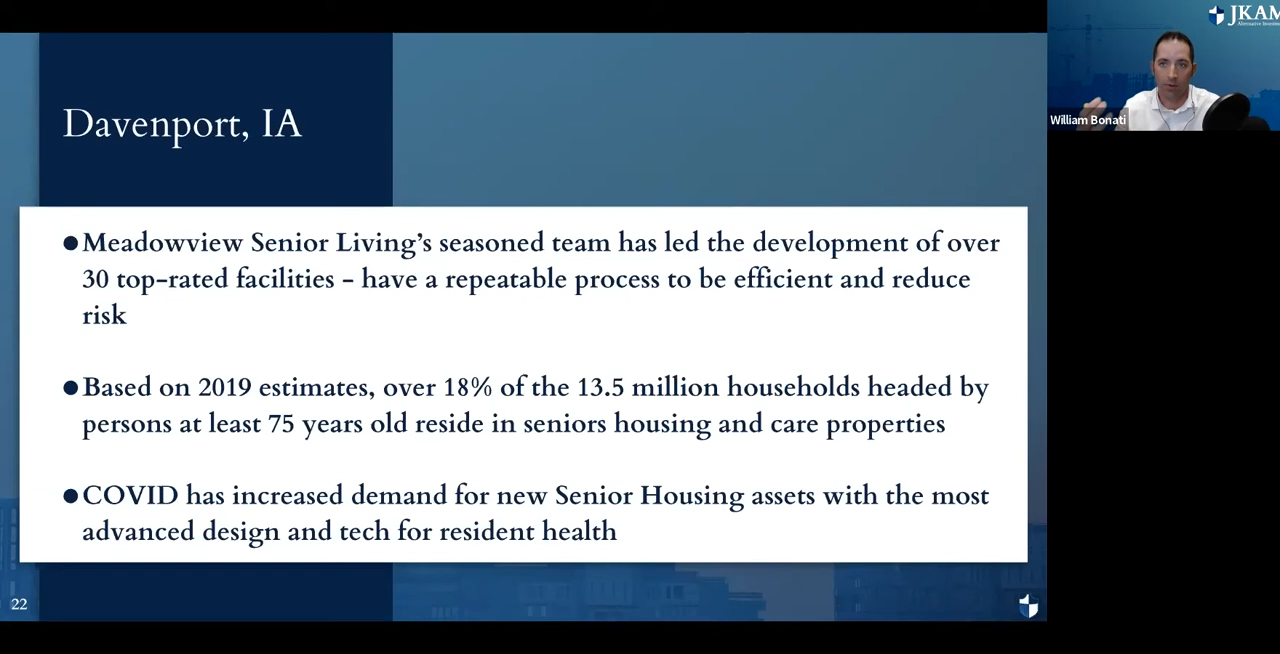 Davenport, IA
●Meadowview Senior Living's seasoned team has led the development of over
30 top-rated facilities - have a repeatable process to be efficient and reduce
risk
●Based on 2019 estimates, over 18% of the 13.5 million households headed by
persons at least 75 years old reside in seniors housing and care properties
●COVID has increased demand for new Senior Housing assets with the most
advanced design and tech for resident health
22
JKAM
Alternative
William Bonati